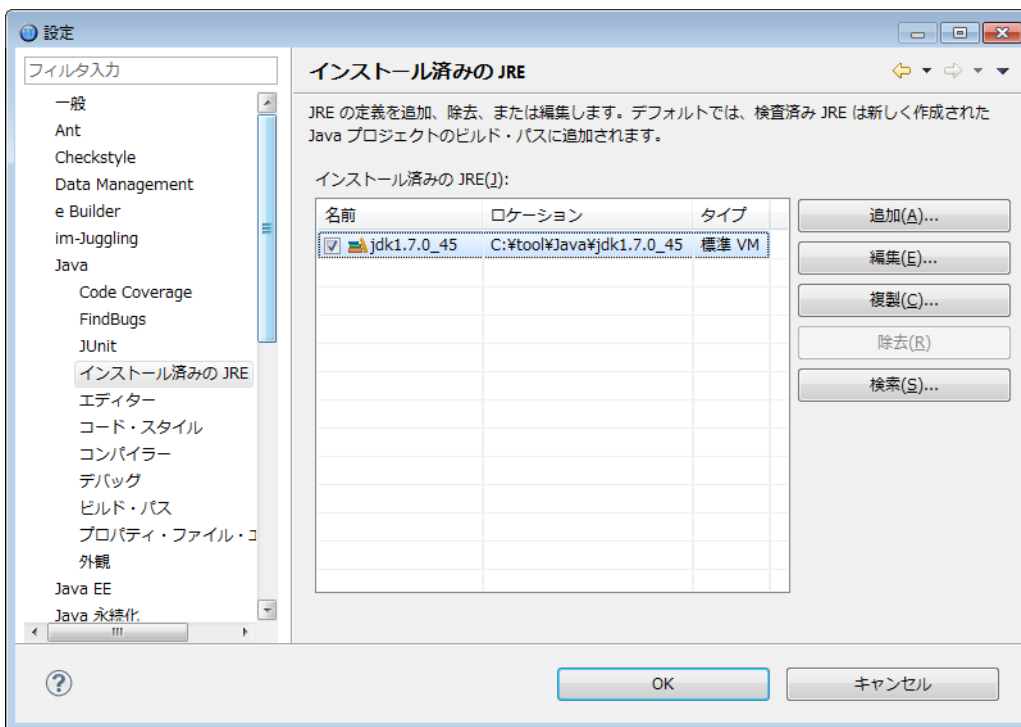 設定
フィルタ入力
一般
Ant
Checkstyle
Data Management
e Builder
im-Juggling
Java
Code Coverage
FindBugs
JUnit
インストール済みの JRE
エディター
コード・スタイル
コンパイラー
デバッグ
ビルド・パス
プロパティ・ファイル・エ
外観
Java EE
Java 永続化
インストール済みの JRE
JRE の定義を追加、除去、または編集します。デフォルトでは、検査済み JRE は新しく作成された
Java プロジェクトのビルド・パスに追加されます。
インストール済みの JRE(J):
名前 ロケーション タイプ
jdk1.7.0_45 C:¥tool¥Java¥jdk1.7.0_45 標準 VM
追加(A)...
編集(E)...
複製(C)...
除去(R)
検索(S)...
OK キャンセル